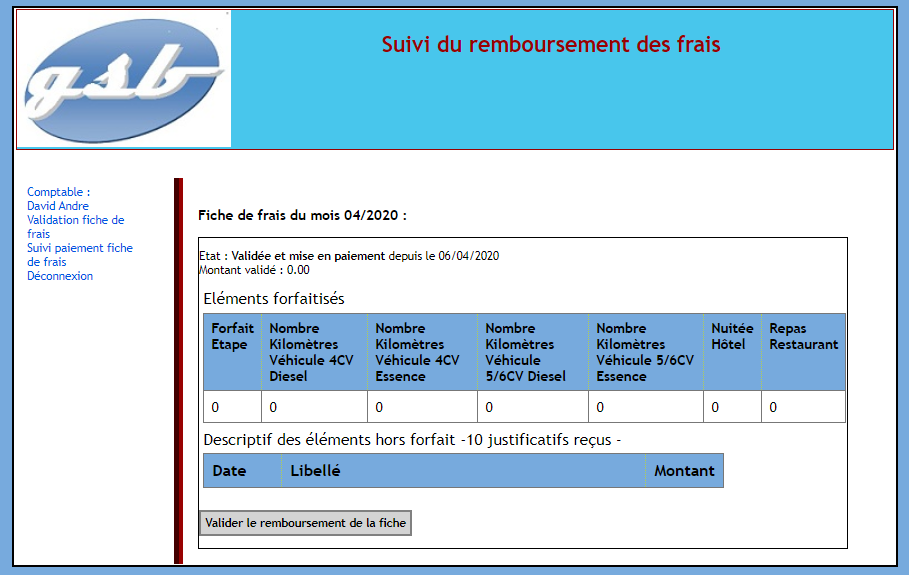 gsb
Suivi du remboursement des frais
Comptable :
David Andre
Validation fiche de
frais
Suivi paiement fiche
de frais
Déconnexion
Fiche de frais du mois 04/2020 :
Etat : Validée et mise en paiement depuis le 06/04/2020
Montant validé : 0.00
Eléments forfaitisés
Forfait Etape | Nombre Kilomètres Véhicule 4CV Diesel | Nombre Kilomètres Véhicule 4CV Essence | Nombre Kilomètres Véhicule 5/6CV Diesel | Nombre Kilomètres Véhicule 5/6CV Essence | Nuitée Hôtel | Repas Restaurant
0 | 0 | 0 | 0 | 0 | 0 | 0
Descriptif des éléments hors forfait -10 justificatifs reçus -
Date | Libellé | Montant
Valider le remboursement de la fiche